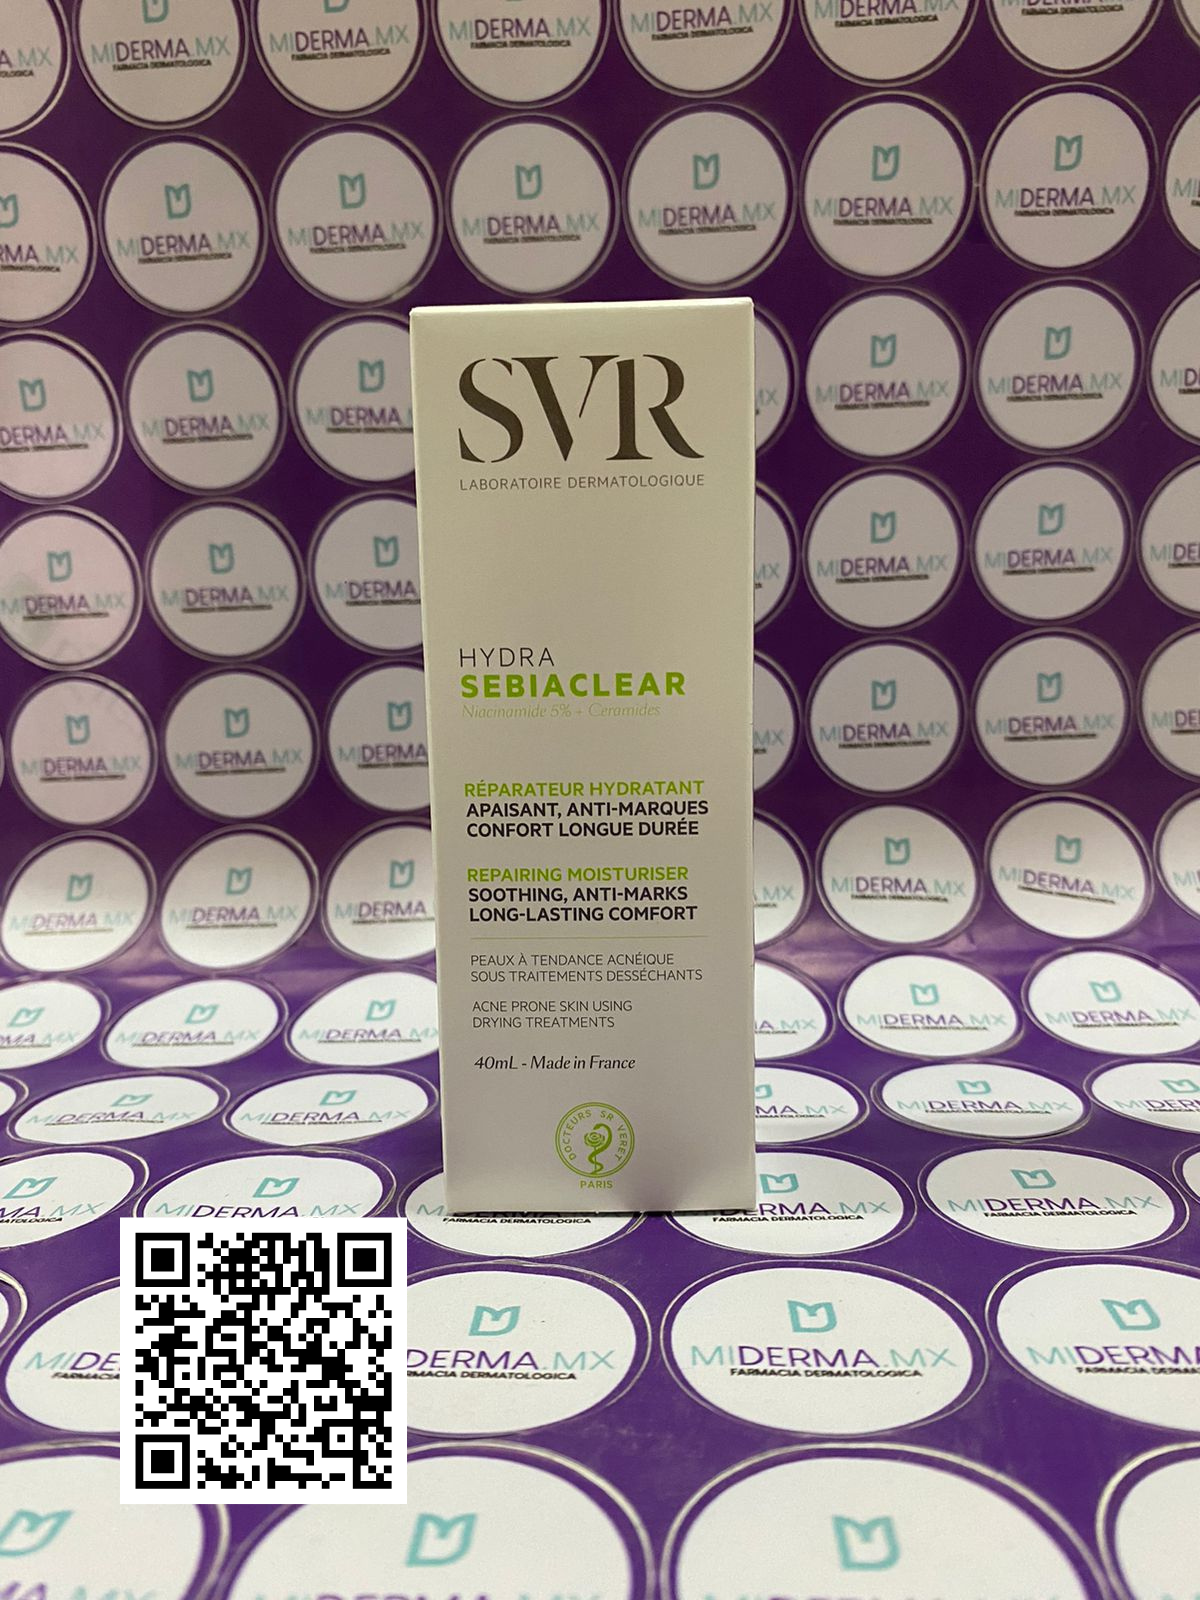 SVR
LABORATOIRE DERMATOLOGIQUE
HYDRA
SEBIACLEAR
Niacinamide 5% + Ceramides
RÉPARATEUR HYDRATANT
APAISANT, ANTI-MARQUES
CONFORT LONGUE DURÉE
REPAIRING MOISTURISER
SOOTHING, ANTI-MARKS
LONG-LASTING COMFORT
PEAUX À TENDANCE ACNÉIQUE
SOUS TRAITEMENTS DESSÉCHANTS
ACNE PRONE SKIN USING
DRYING TREATMENTS
40mL - Made in France
DOCTEURS SR VERET
PARIS
MIDERMA.MX
FARMACIA DERMATOLOGICA